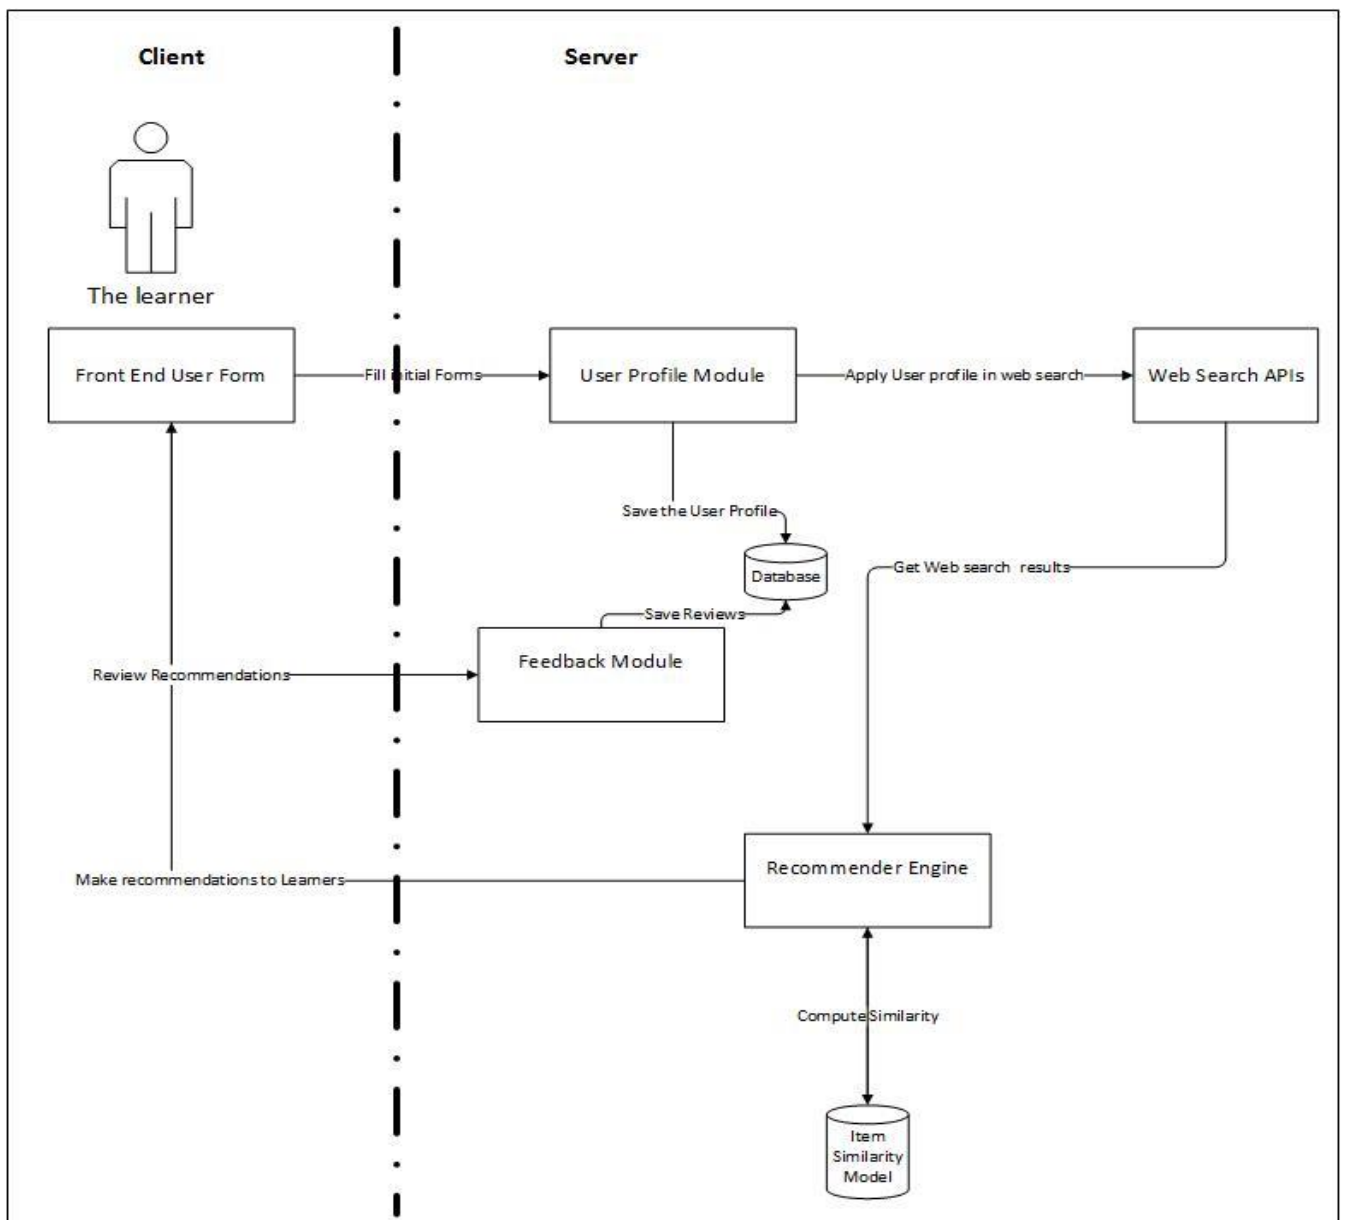 Client
Server
The learner
Front End User Form
Fill initial Forms
User Profile Module
Apply User profile in web search
Web Search APIs
Save the User Profile
Database
Get Web search results
Save Reviews
Feedback Module
Review Recommendations
Recommender Engine
Make recommendations to Learners
Compute Similarity
Item
Similarity
Model